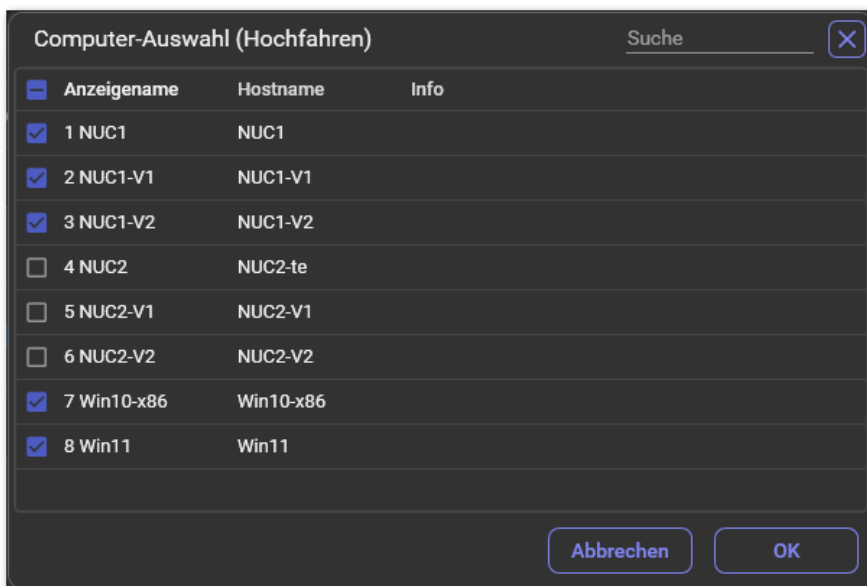 Computer-Auswahl (Hochfahren) Suche
Anzeigename Hostname Info
1 NUC1 NUC1
2 NUC1-V1 NUC1-V1
3 NUC1-V2 NUC1-V2
4 NUC2 NUC2-te
5 NUC2-V1 NUC2-V1
6 NUC2-V2 NUC2-V2
7 Win10-x86 Win10-x86
8 Win11 Win11
Abbrechen OK